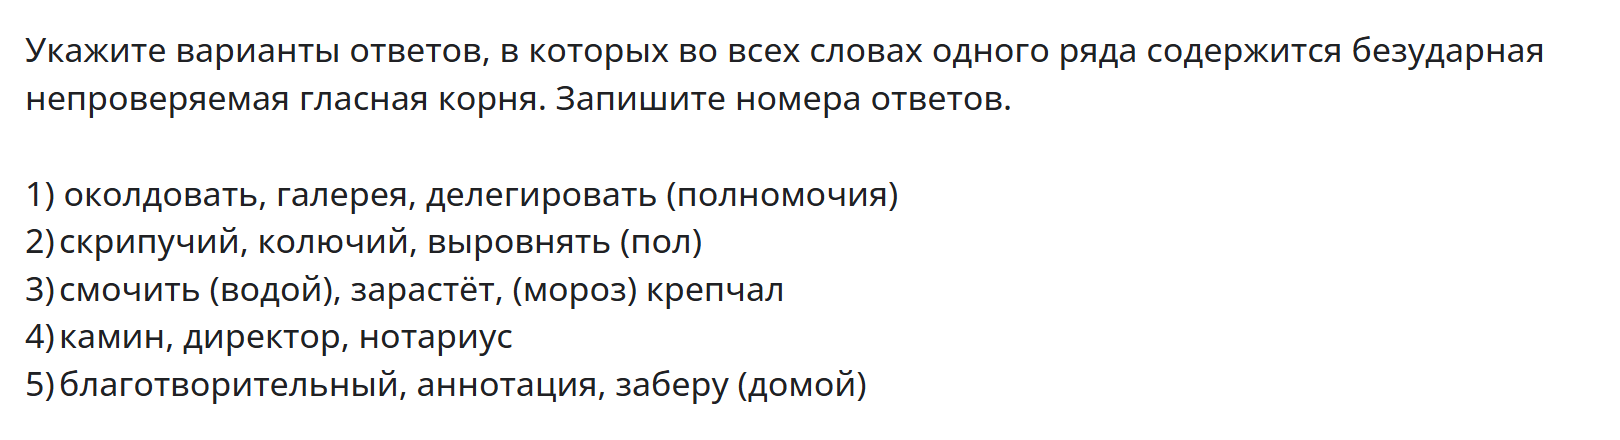 Укажите варианты ответов, в которых во всех словах одного ряда содержится безударная
непроверяемая гласная корня. Запишите номера ответов.
1) околдовать, галерея, делегировать (полномочия)
2) скрипучий, колючий, выровнять (пол)
3) смочить (водой), зарастёт, (мороз) крепчал
4) камин, директор, нотариус
5) благотворительный, аннотация, заберу (домой)